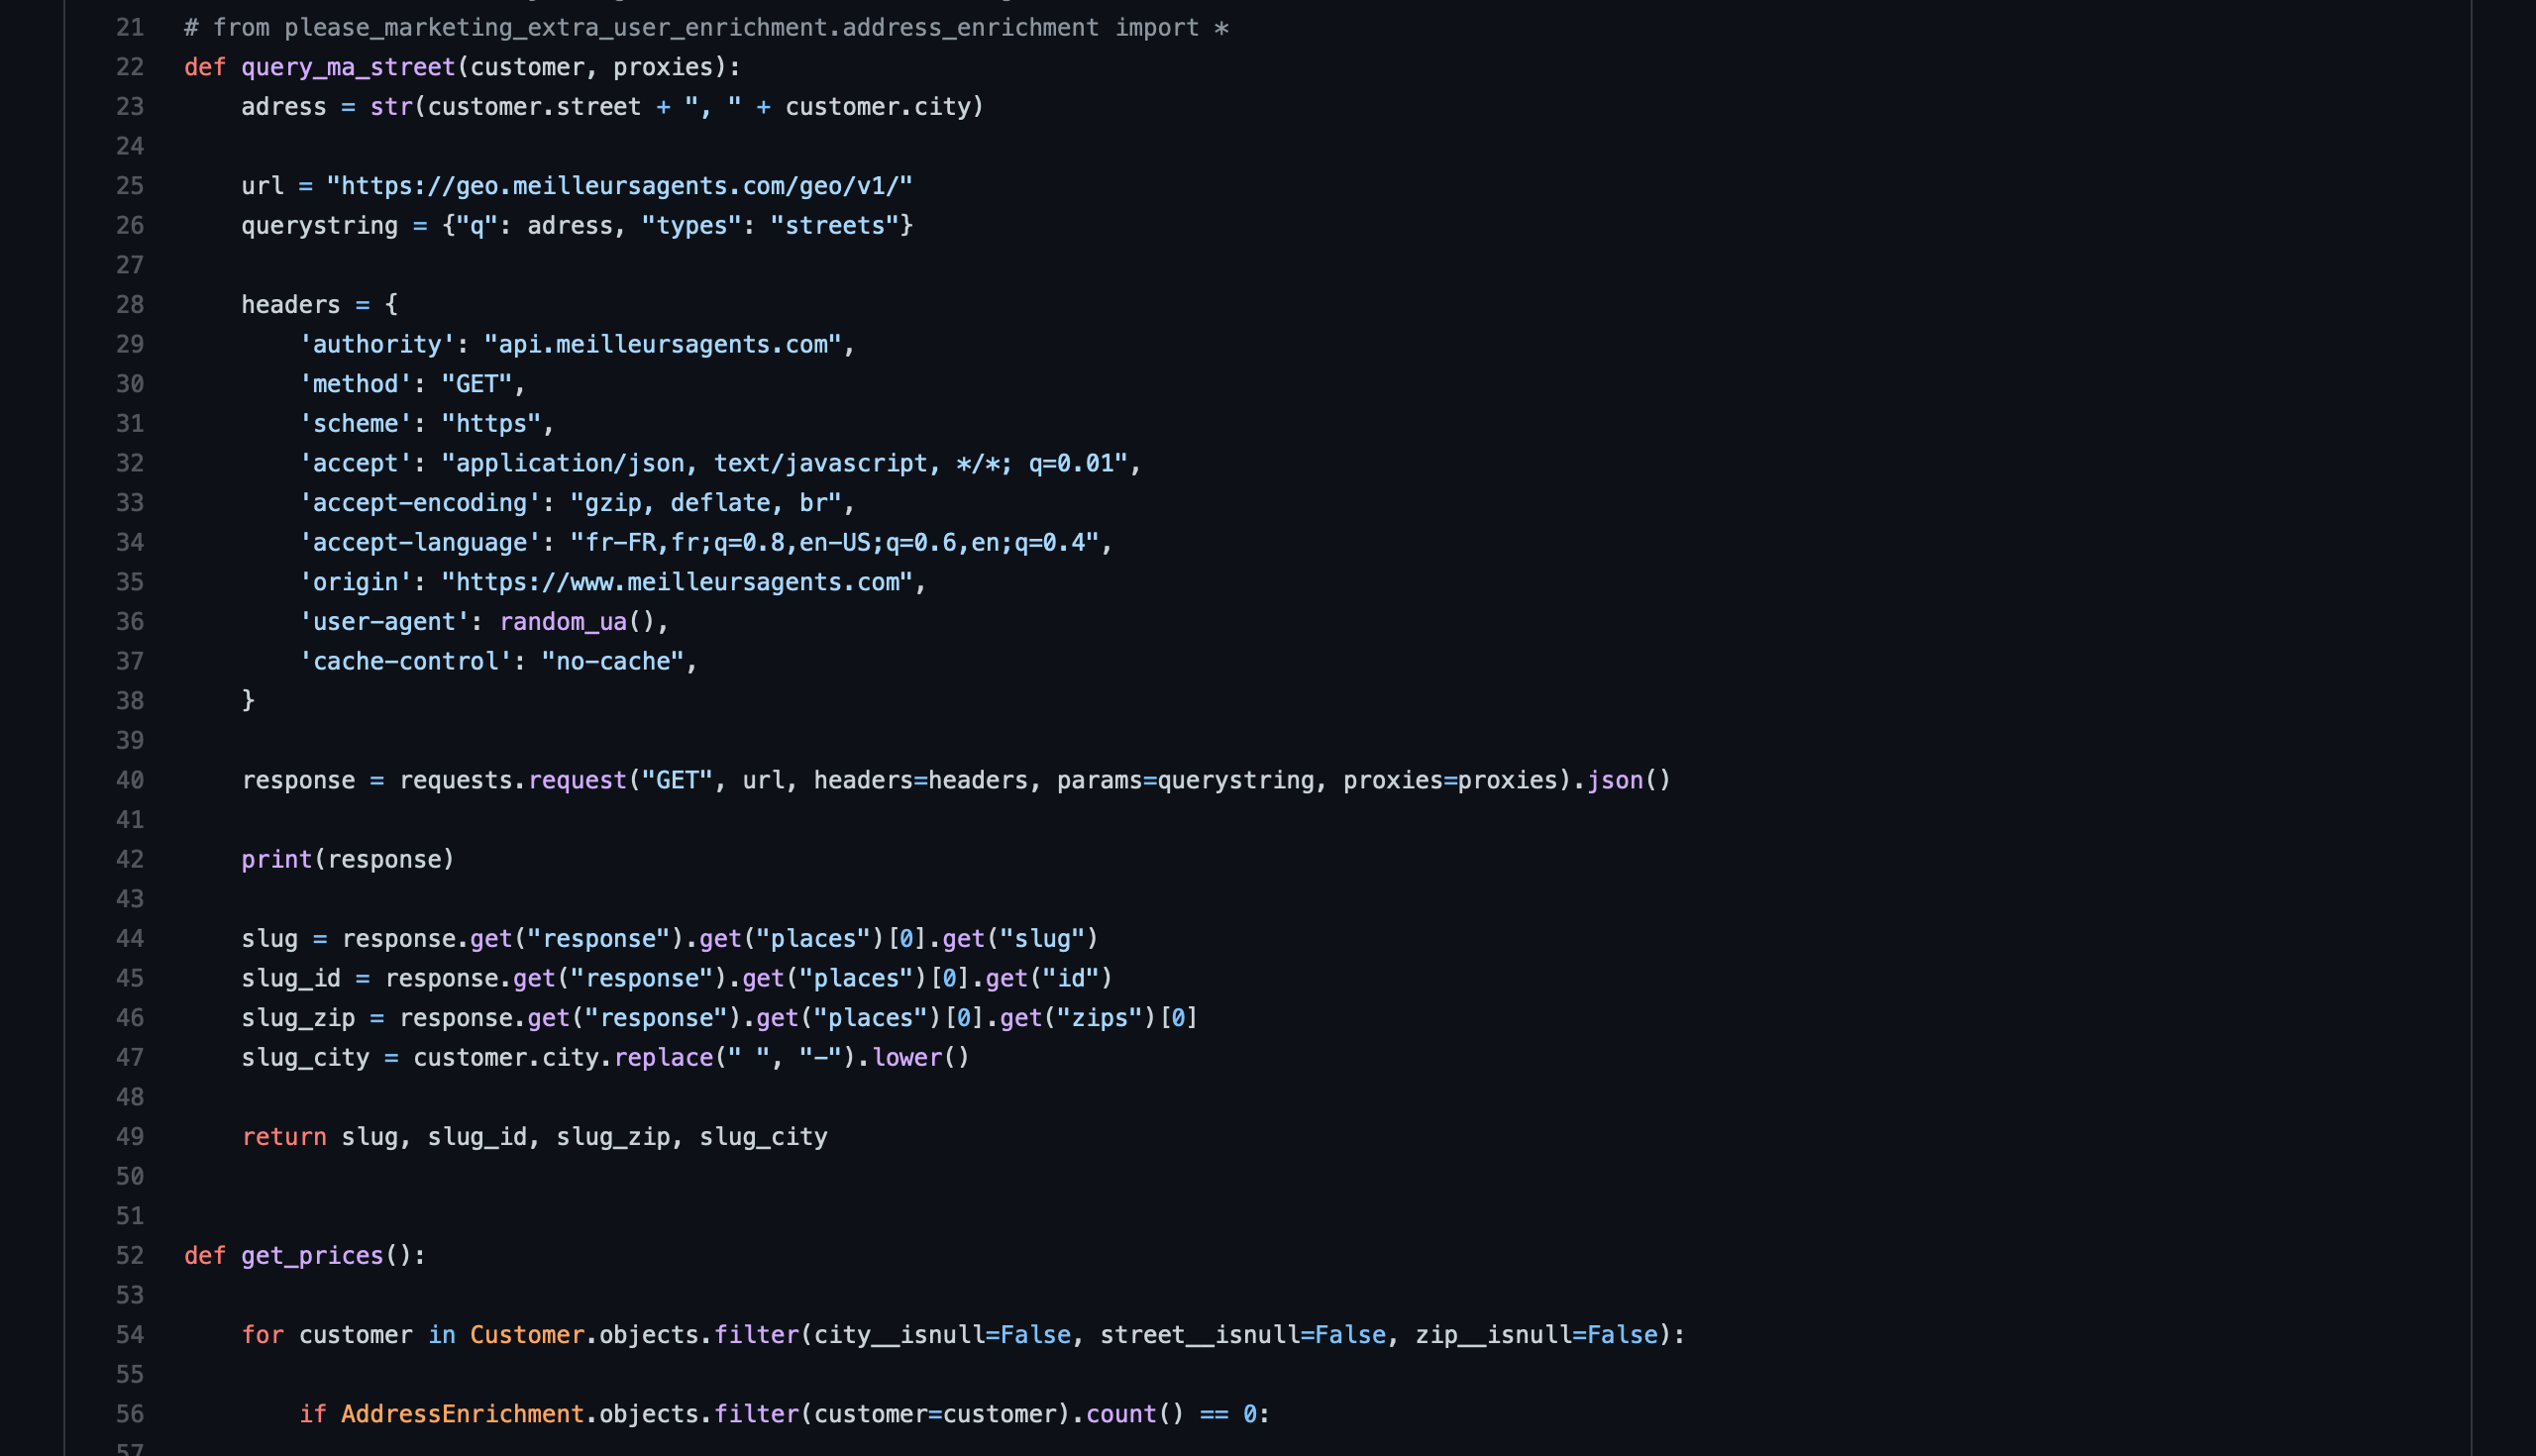 21 # from please_marketing_extra_user_enrichment.address_enrichment import *
22 def query_ma_street(customer, proxies):
23     adress = str(customer.street + ", " + customer.city)
24
25     url = "https://geo.meilleursagents.com/geo/v1/"
26     querystring = {"q": adress, "types": "streets"}
27
28     headers = {
29         'authority': "api.meilleursagents.com",
30         'method': "GET",
31         'scheme': "https",
32         'accept': "application/json, text/javascript, */*; q=0.01",
33         'accept-encoding': "gzip, deflate, br",
34         'accept-language': "fr-FR,fr;q=0.8,en-US;q=0.6,en;q=0.4",
35         'origin': "https://www.meilleursagents.com",
36         'user-agent': random_ua(),
37         'cache-control': "no-cache",
38     }
39
40     response = requests.request("GET", url, headers=headers, params=querystring, proxies=proxies).json()
41
42     print(response)
43
44     slug = response.get("response").get("places")[0].get("slug")
45     slug_id = response.get("response").get("places")[0].get("id")
46     slug_zip = response.get("response").get("places")[0].get("zips")[0]
47     slug_city = customer.city.replace(" ", "-").lower()
48
49     return slug, slug_id, slug_zip, slug_city
50
51
52 def get_prices():
53
54     for customer in Customer.objects.filter(city__isnull=False, street__isnull=False, zip__isnull=False):
55
56         if AddressEnrichment.objects.filter(customer=customer).count() == 0:
57